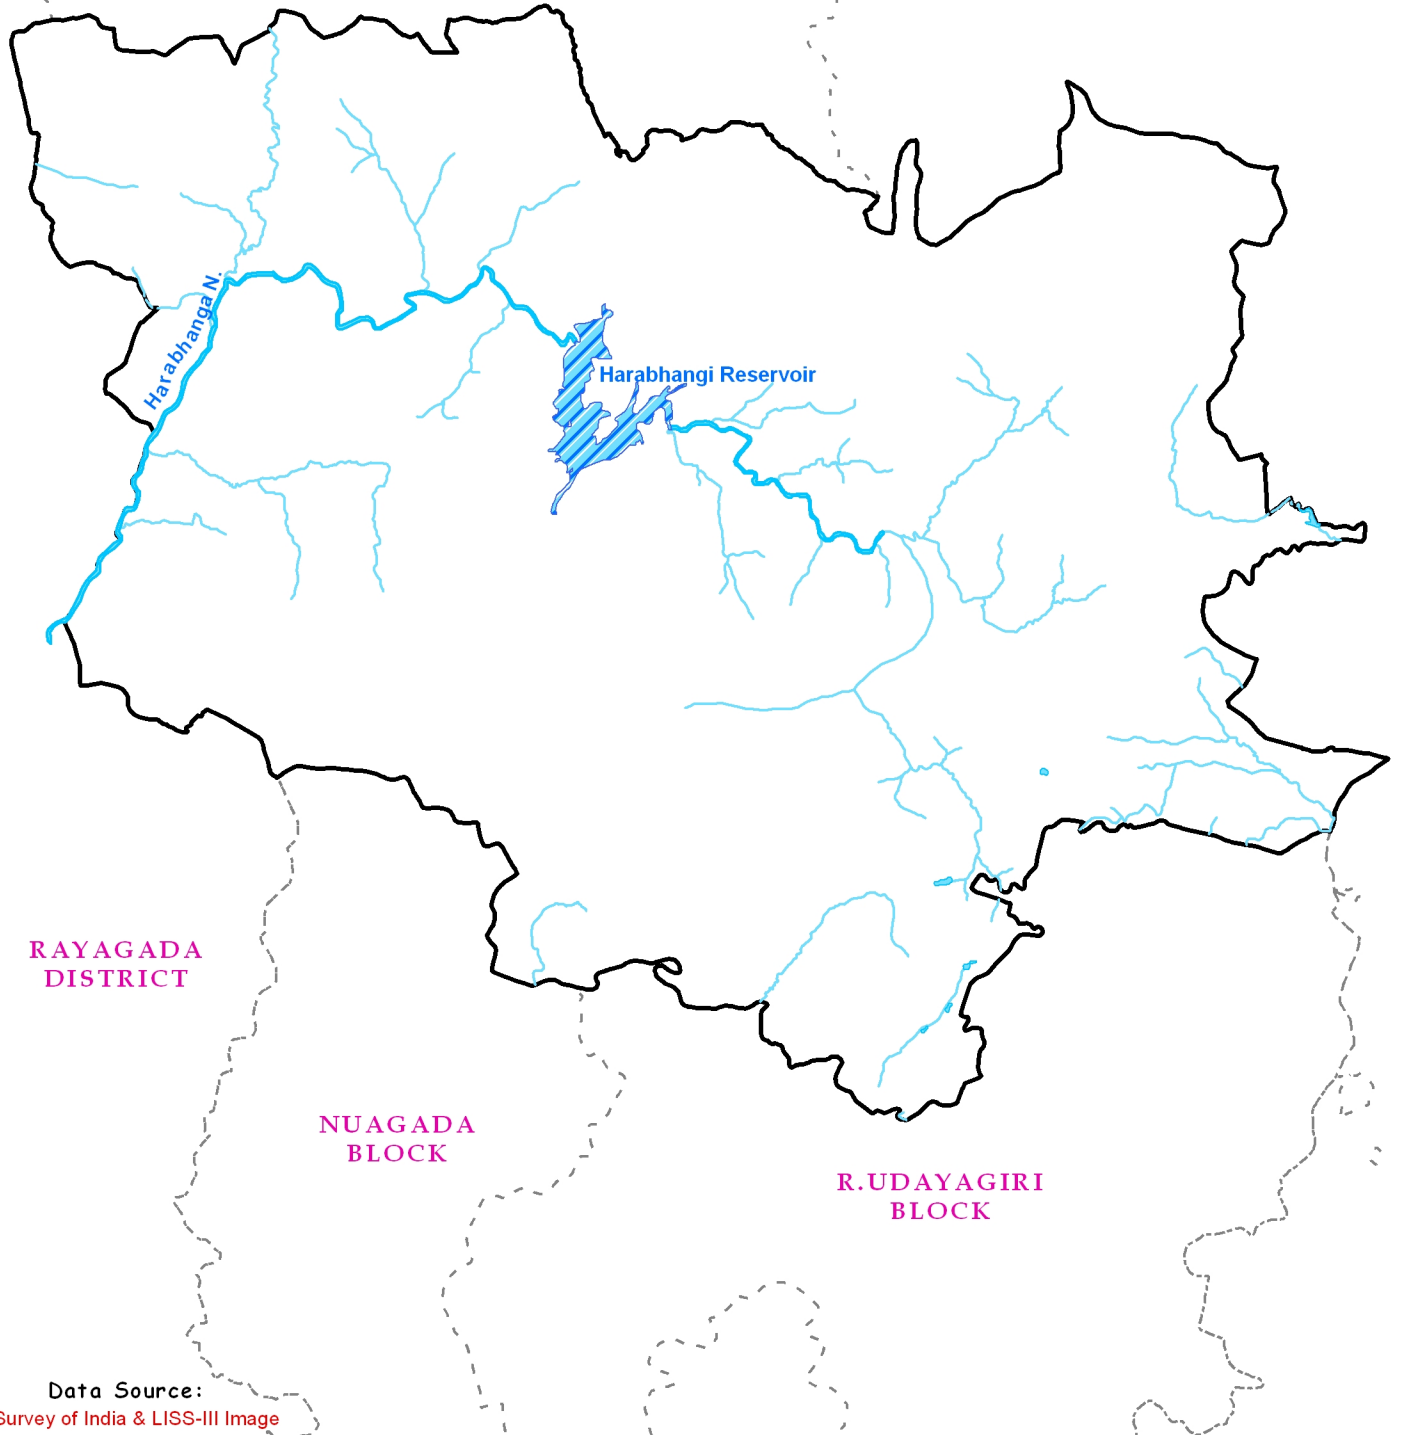 Harabhanga N.
Harabhangi Reservoir
RAYAGADA
DISTRICT
NUAGADA
BLOCK
R.UDAYAGIRI
BLOCK
Data Source:
Survey of India & LISS-III Image